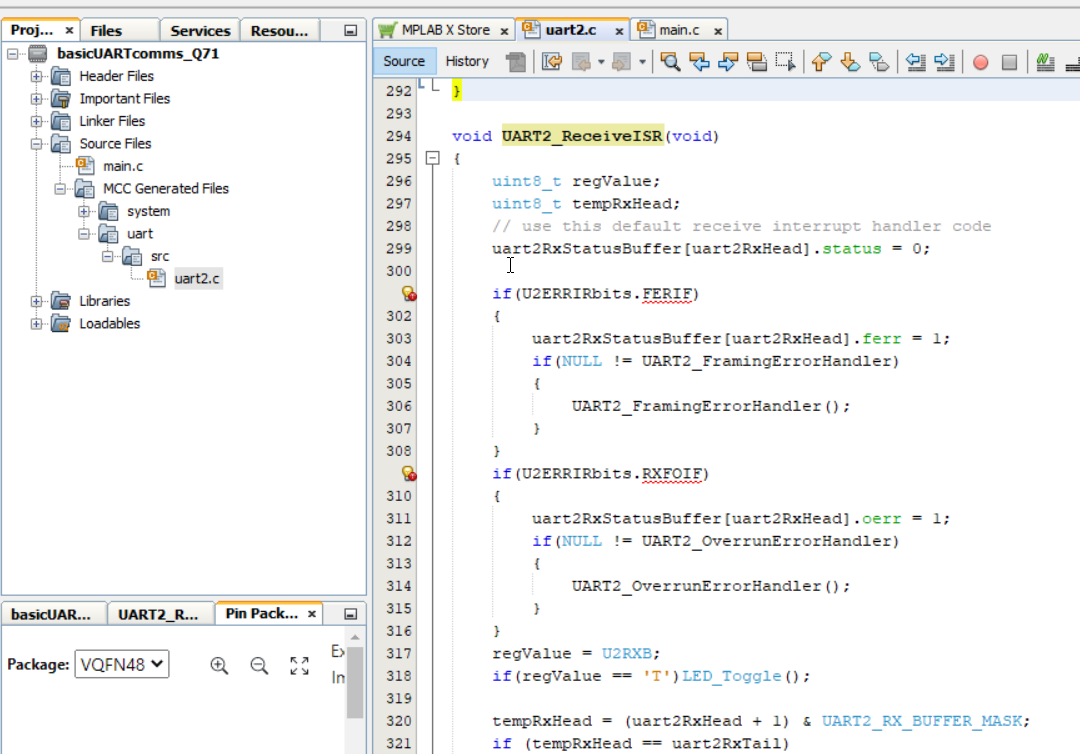 Proj... Files Services Resou...
basicUARTcomms_Q71
Header Files
Important Files
Linker Files
Source Files
main.c
MCC Generated Files
system
uart
src
uart2.c
Libraries
Loadables
basicUAR... UART2_R... Pin Pack...
Package: VQFN48
MPLAB X Store uart2.c main.c
Source History
292 }
293
294 void UART2_ReceiveISR(void)
295 {
296 uint8_t regValue;
297 uint8_t tempRxHead;
298 // use this default receive interrupt handler code
299 uart2RxStatusBuffer[uart2RxHead].status = 0;
300
if(U2ERRIRbits.FERIF)
302 {
303 uart2RxStatusBuffer[uart2RxHead].ferr = 1;
304 if(NULL != UART2_FramingErrorHandler)
305 {
306 UART2_FramingErrorHandler();
307 }
308 }
if(U2ERRIRbits.RXFOIF)
310 {
311 uart2RxStatusBuffer[uart2RxHead].oerr = 1;
312 if(NULL != UART2_OverrunErrorHandler)
313 {
314 UART2_OverrunErrorHandler();
315 }
316 }
317 regValue = U2RXB;
318 if(regValue == 'T')LED_Toggle();
319
320 tempRxHead = (uart2RxHead + 1) & UART2_RX_BUFFER_MASK;
321 if (tempRxHead == uart2RxTail)